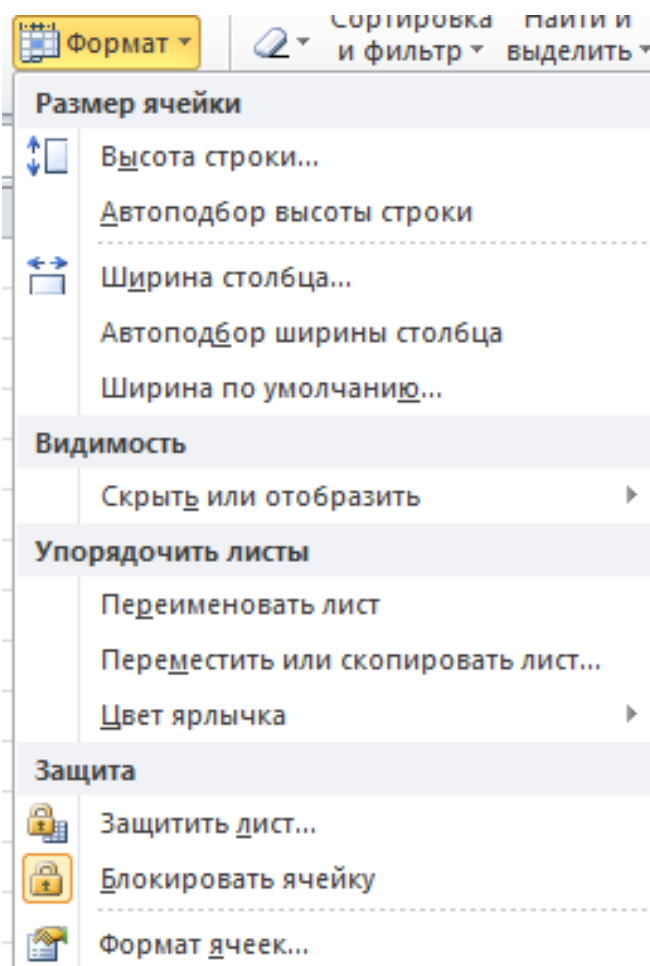 Формат
Сортировка
и фильтр
Найти и
выделить
Размер ячейки
Высота строки...
Автоподбор высоты строки
Ширина столбца...
Автоподбор ширины столбца
Ширина по умолчанию...
Видимость
Скрыть или отобразить
Упорядочить листы
Переименовать лист
Переместить или скопировать лист...
Цвет ярлычка
Защита
Защитить лист...
Блокировать ячейку
Формат ячеек...